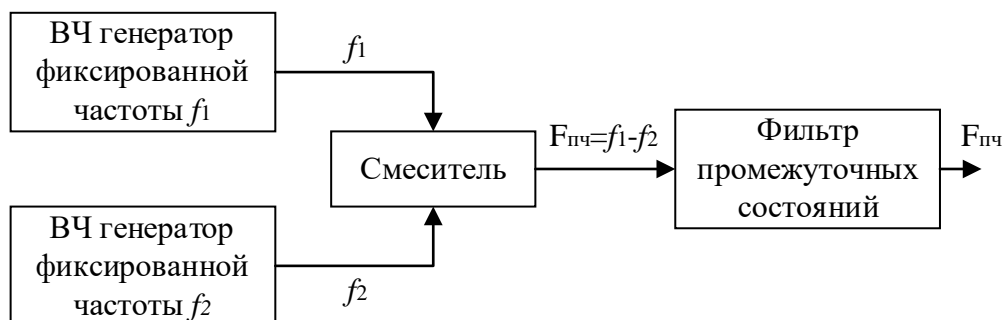 ВЧ генератор
фиксированной
частоты f1
f1
Смеситель
Fпч=f1-f2
Фильтр
промежуточных
состояний
Fпч
ВЧ генератор
фиксированной
частоты f2
f2